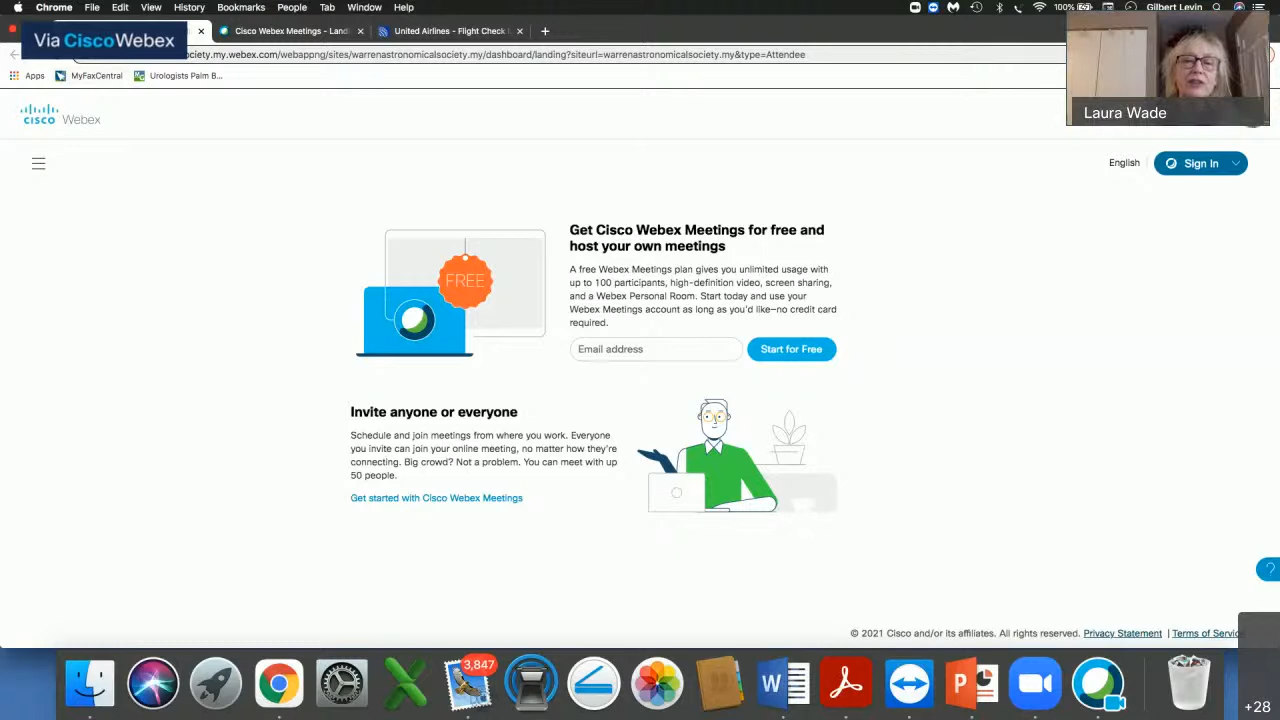 Chrome File Edit View History Bookmarks People Tab Window Help 100% Gilbert Levin
Via CiscoWebex
Cisco Webex Meetings - Land
United Airlines - Flight Check I
ciety.my.webex.com/webappng/sites/warrenastronomicalsociety.my/dashboard/landing?siteurl=warrenastronomicalsociety.my&type=Attendee
Apps MyFaxCentral Urologists Palm B...
Laura Wade
cisco Webex
English Sign In
Get Cisco Webex Meetings for free and
host your own meetings
A free Webex Meetings plan gives you unlimited usage with
up to 100 participants, high-definition video, screen sharing,
and a Webex Personal Room. Start today and use your
Webex Meetings account as long as you'd like—no credit card
required.
FREE
Email address Start for Free
Invite anyone or everyone
Schedule and join meetings from where you work. Everyone
you invite can join your online meeting, no matter how they're
connecting. Big crowd? Not a problem. You can meet with up
50 people.
Get started with Cisco Webex Meetings
?
© 2021 Cisco and/or its affiliates. All rights reserved. Privacy Statement | Terms of Servic
3,847
W
P
+28